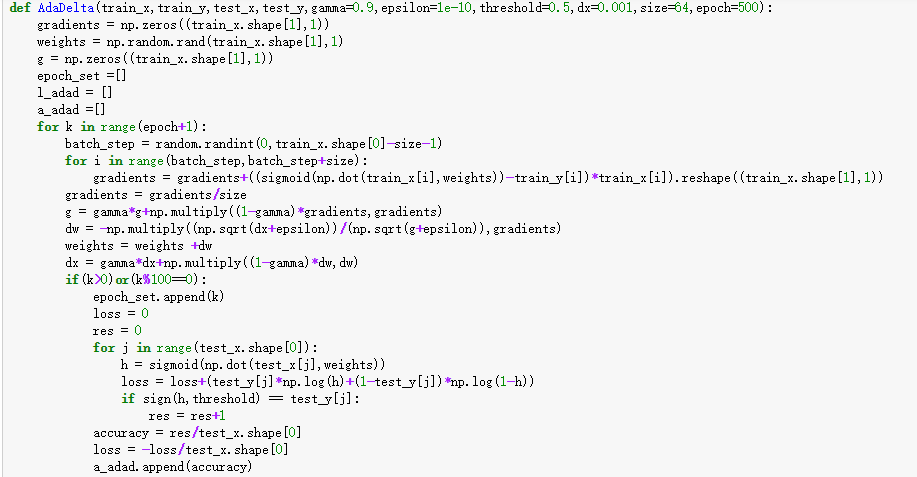 def AdaDelta(train_x, train_y, test_x, test_y, gamma=0.9, epsilon=1e-10, threshold=0.5, dx=0.001, size=64, epoch=500):
    gradients = np.zeros((train_x.shape[1],1))
    weights = np.random.rand(train_x.shape[1],1)
    g = np.zeros((train_x.shape[1],1))
    epoch_set =[]
    l_adad = []
    a_adad =[]
    for k in range(epoch+1):
        batch_step = random.randint(0,train_x.shape[0]-size-1)
        for i in range(batch_step,batch_step+size):
            gradients = gradients+((sigmoid(np.dot(train_x[i],weights))-train_y[i])*train_x[i]).reshape((train_x.shape[1],1))
        gradients = gradients/size
        g = gamma*g+np.multiply((1-gamma)*gradients,gradients)
        dw = -np.multiply((np.sqrt(dx+epsilon))/(np.sqrt(g+epsilon)),gradients)
        weights = weights +dw
        dx = gamma*dx+np.multiply((1-gamma)*dw,dw)
        if(k>0)or(k%100==0):
            epoch_set.append(k)
            loss = 0
            res = 0
            for j in range(test_x.shape[0]):
                h = sigmoid(np.dot(test_x[j],weights))
                loss = loss+(test_y[j]*np.log(h)+(1-test_y[j])*np.log(1-h))
                if sign(h,threshold) == test_y[j]:
                    res = res+1
            accuracy = res/test_x.shape[0]
            loss = -loss/test_x.shape[0]
            a_adad.append(accuracy)